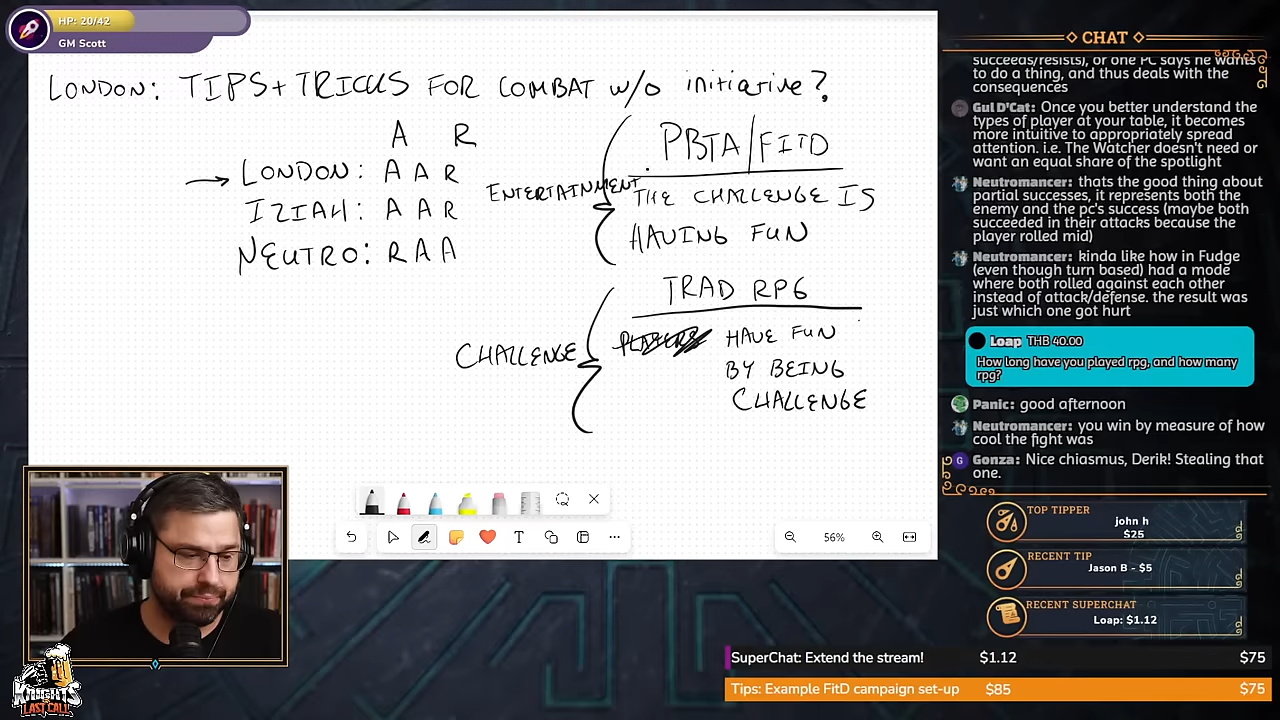 HP: 20/42
GM Scott
LONDON: TIPS + TRICKS FOR COMBAT w/o initiative?
A R
→ LONDON: A A R
IZIAH: A A R
NEUTRO: R A A
ENTERTAINMENT
PBTA/FITD
THE CHALLENGE IS
HAVING FUN
CHALLENGE
TRAD RPG
HAVE FUN
BY BEING
CHALLENGE
56%
CHAT
succeeds/resists), or one PC says he wants
to do a thing, and thus deals with the
consequences
Gul D'Cat: Once you better understand the
types of player at your table, it becomes
more intuitive to appropriately spread
attention. i.e. The Watcher doesn't need or
want an equal share of the spotlight
Neutromancer: thats the good thing about
partial successes, it represents both the
enemy and the pc's success (maybe both
succeeded in their attacks because the
player rolled mid)
Neutromancer: kinda like how in Fudge
(even though turn based) had a mode
where both rolled against each other
instead of attack/defense. the result was
just which one got hurt
Loap THB 40.00
How long have you played rpg, and how many
rpg?
Panic: good afternoon
Neutromancer: you win by measure of how
cool the fight was
G Gonza: Nice chiasmus, Derik! Stealing that
one.
TOP TIPPER
john h
$25
RECENT TIP
Jason B - $5
RECENT SUPERCHAT
Loap: $1.12
SuperChat: Extend the stream! $1.12 $75
Tips: Example FitD campaign set-up $85 $75
KNIGHTS
OF
LAST CALL